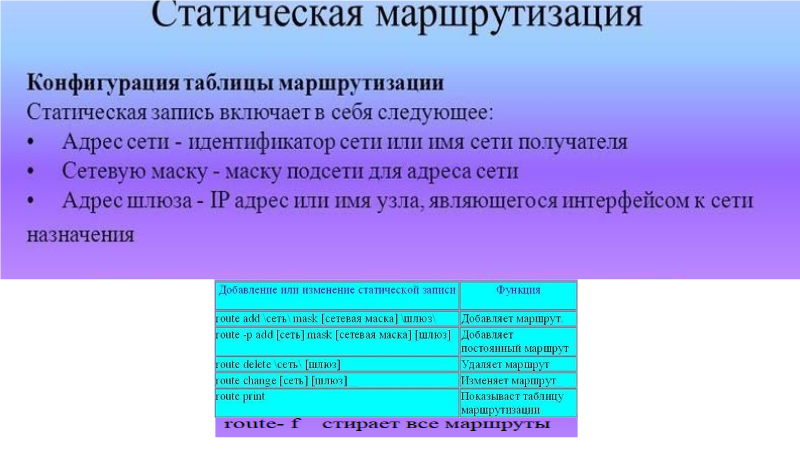 Статическая маршрутизация
Конфигурация таблицы маршрутизации
Статическая запись включает в себя следующее:
• Адрес сети - идентификатор сети или имя сети получателя
• Сетевую маску - маску подсети для адреса сети
• Адрес шлюза - IP адрес или имя узла, являющегося интерфейсом к сети
назначения
Добавление или изменение статической записи Функция
route add \сеть\ mask [сетевая маска] \шлюз\ Добавляет маршрут.
route -p add [сеть] mask [сетевая маска] [шлюз] Добавляет
постоянный маршрут
route delete \сеть\ [шлюз] Удаляет маршрут
route change [сеть] [шлюз] Изменяет маршрут
route print Показывает таблицу
маршрутизации
route- f стирает все маршруты